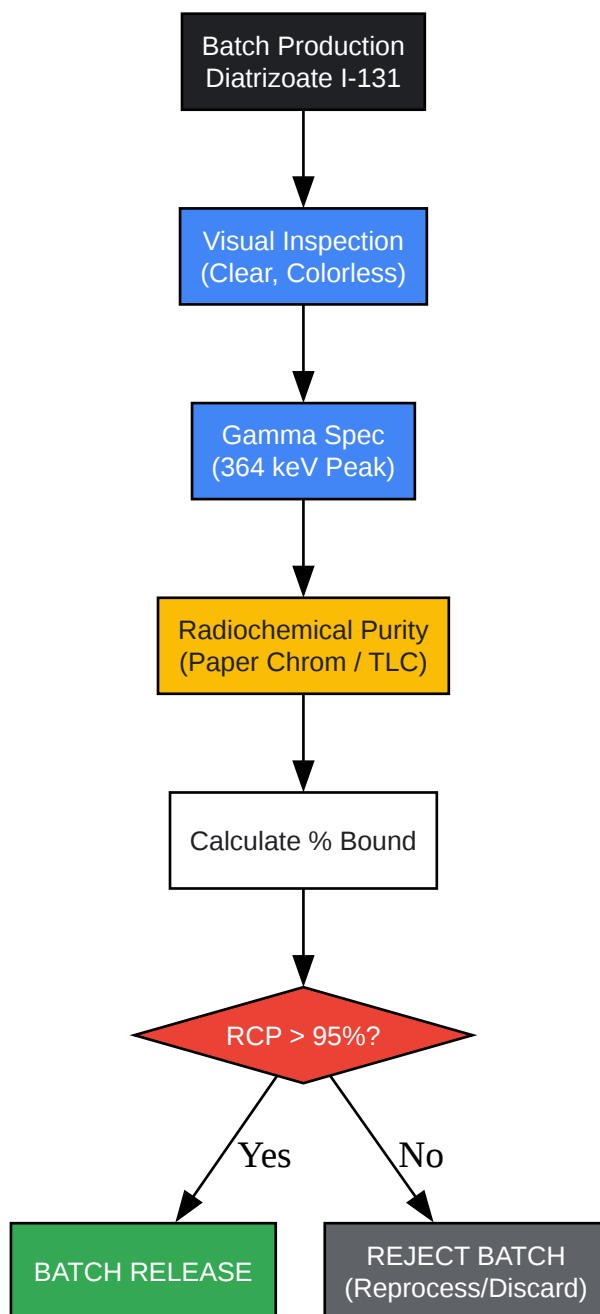 Batch Production
Diatrizoate I-131
Visual Inspection
(Clear, Colorless)
Gamma Spec
(364 keV Peak)
Radiochemical Purity
(Paper Chrom / TLC)
Calculate % Bound
RCP > 95%?
Yes
No
BATCH RELEASE
REJECT BATCH
(Reprocess/Discard)